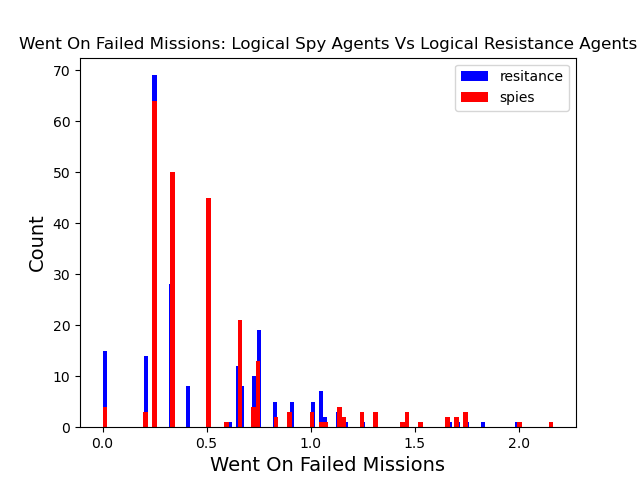 Went On Failed Missions: Logical Spy Agents Vs Logical Resistance Agents
resitance
spies
70
60
50
40
30
20
10
0
Count
0.0 0.5 1.0 1.5 2.0
Went On Failed Missions